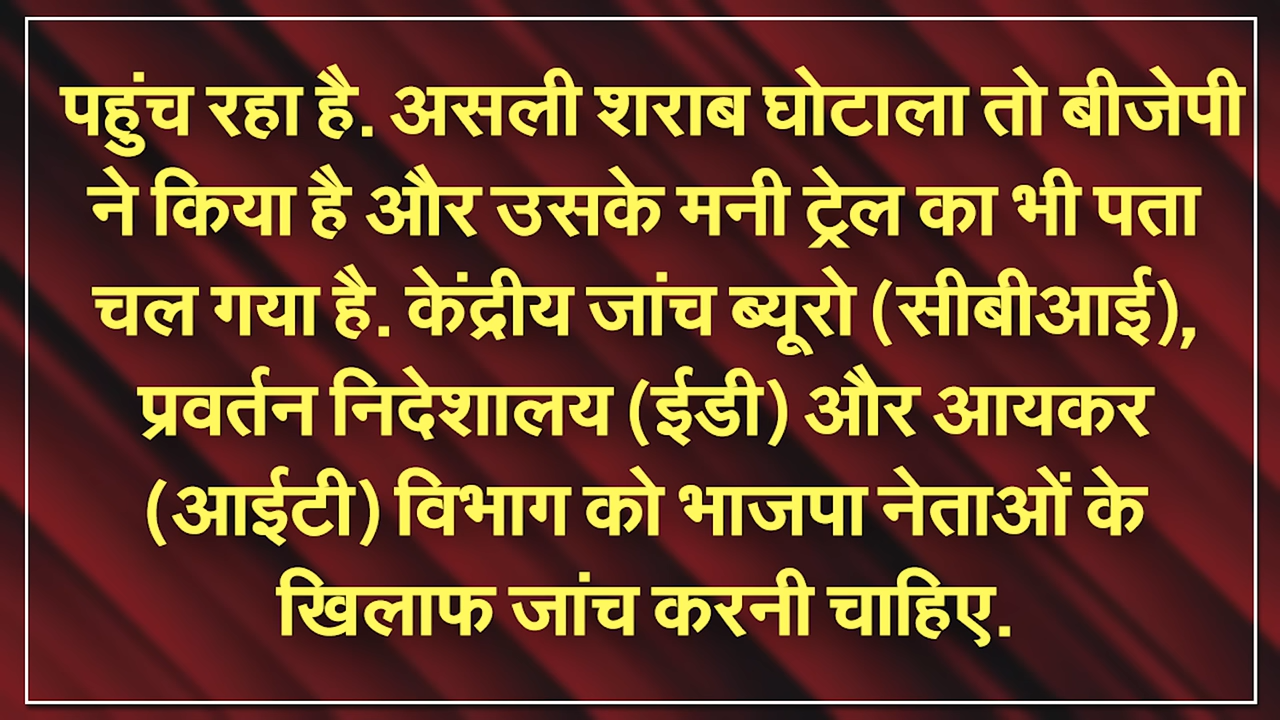 पहुंच रहा है. असली शराब घोटाला तो बीजेपी
ने किया है और उसके मनी ट्रेल का भी पता
चल गया है. केंद्रीय जांच ब्यूरो (सीबीआई),
प्रवर्तन निदेशालय (ईडी) और आयकर
(आईटी) विभाग को भाजपा नेताओं के
खिलाफ जांच करनी चाहिए.